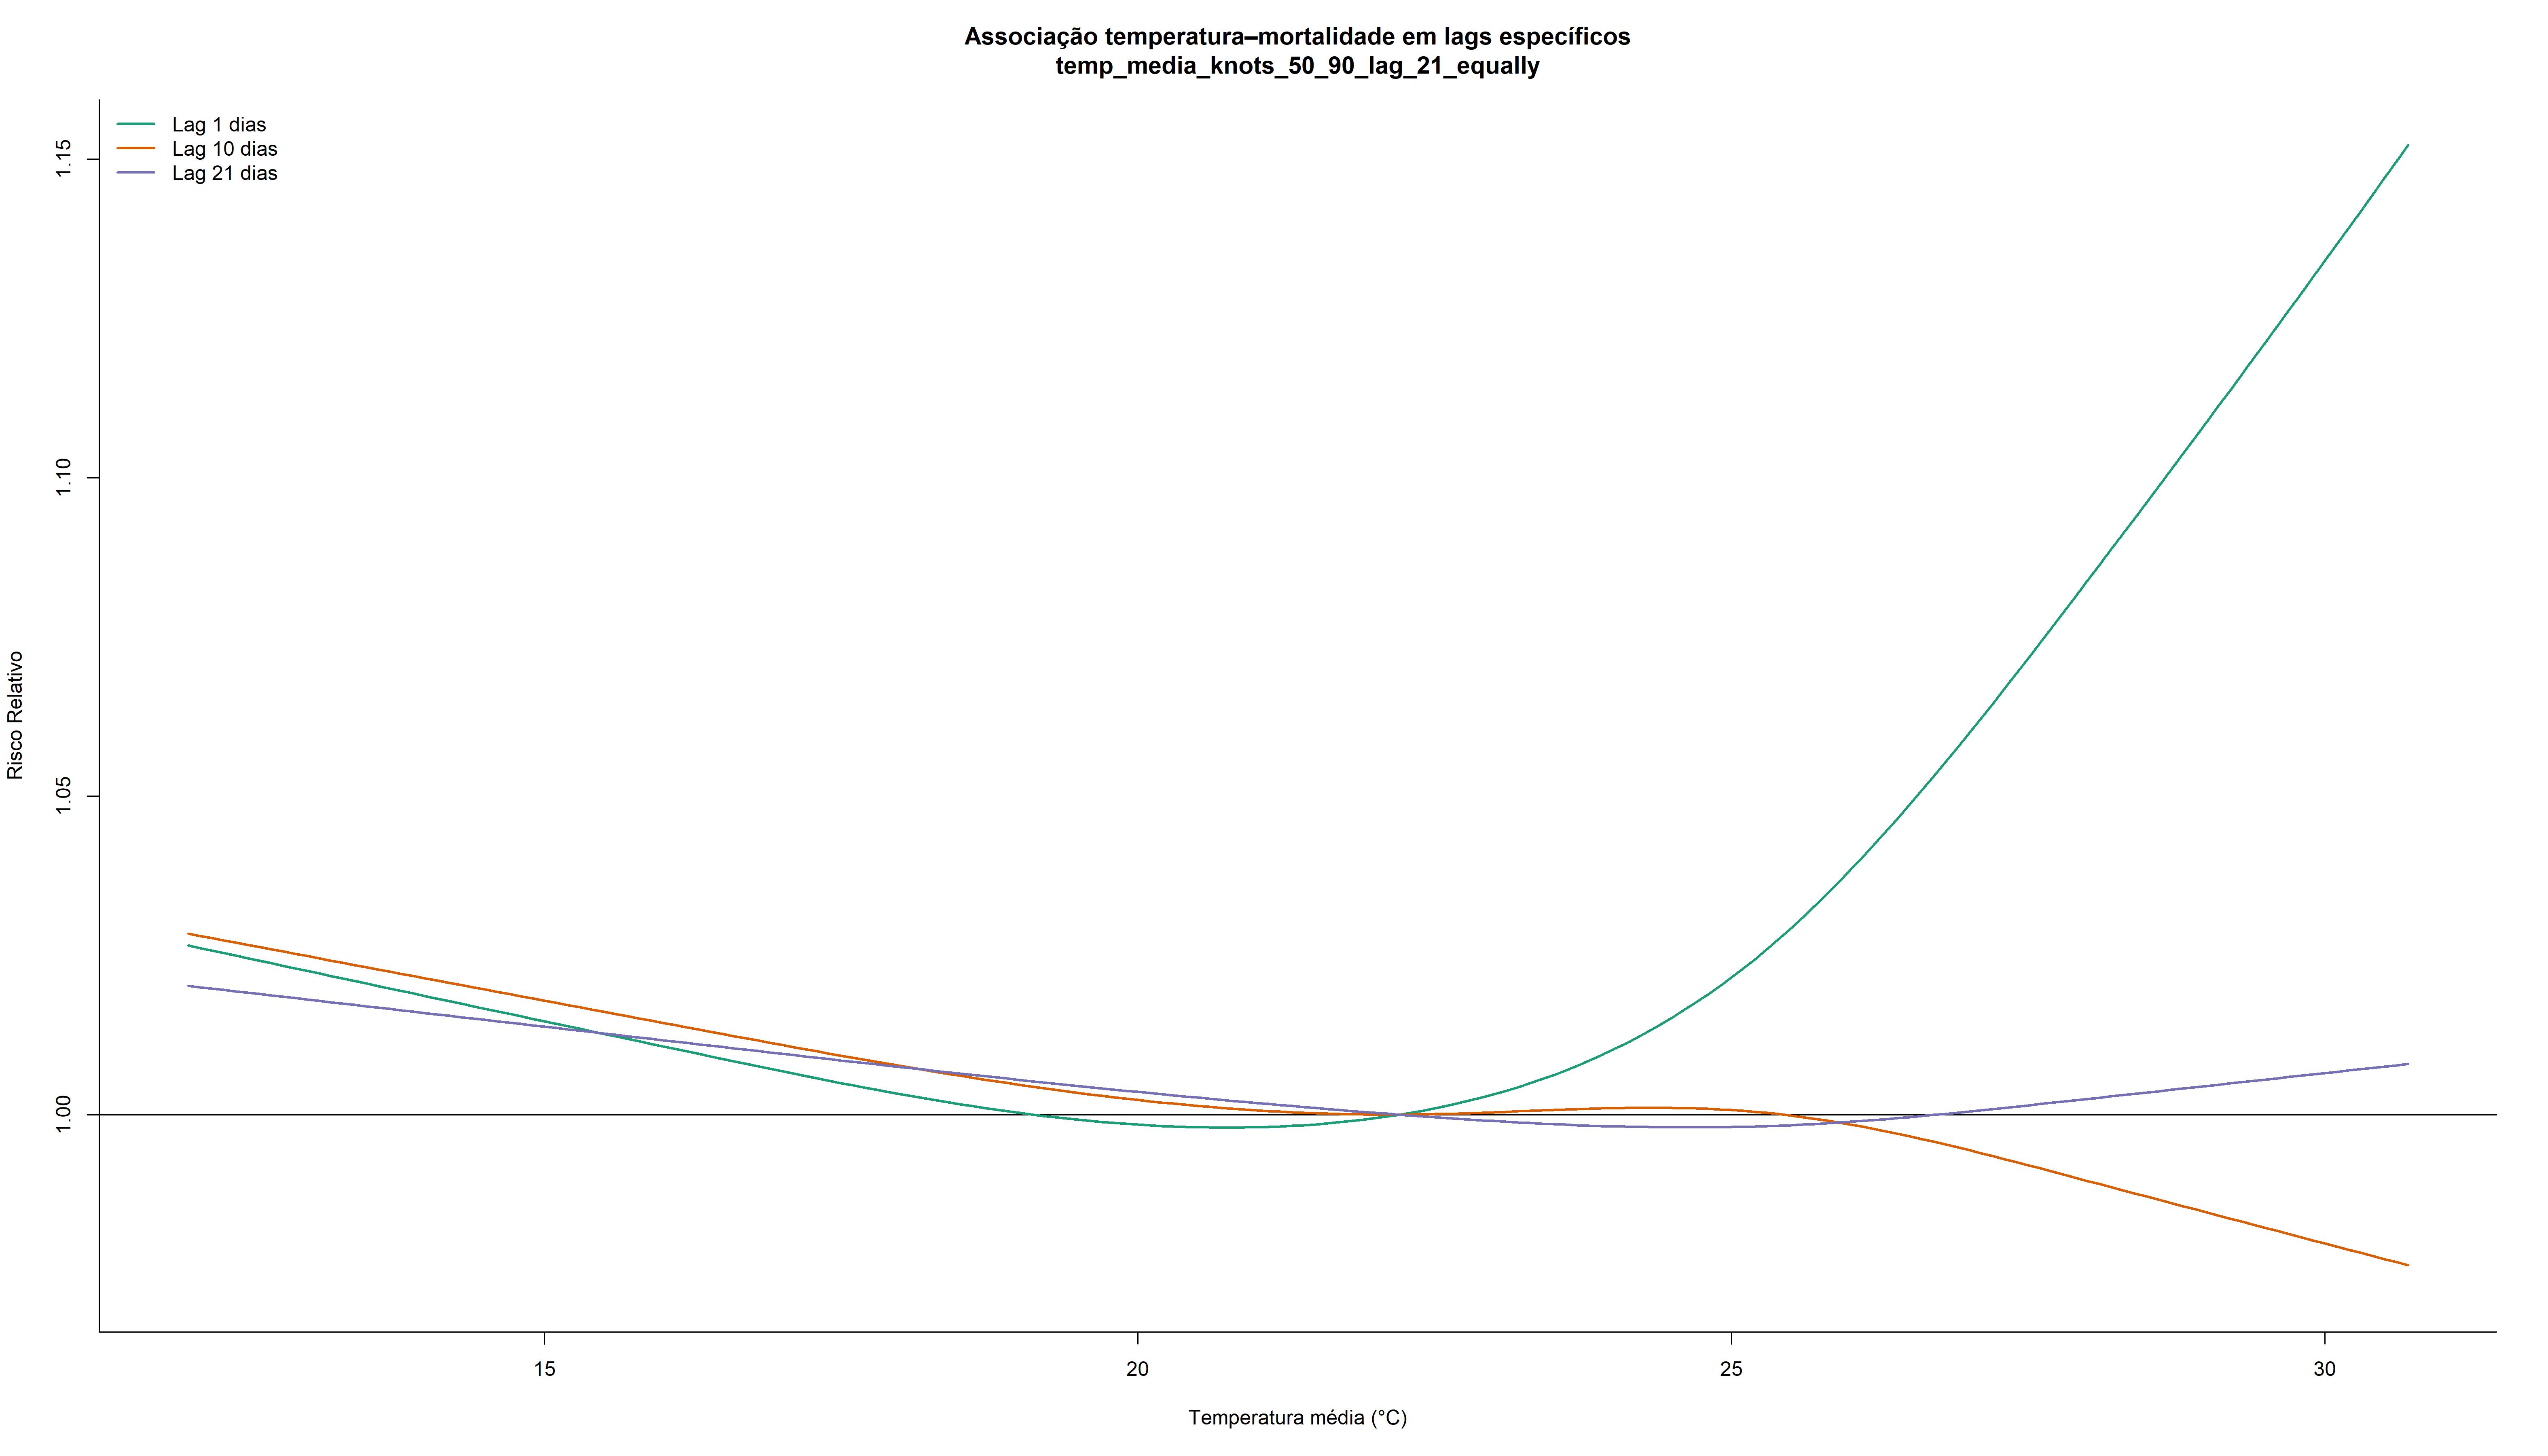 Associação temperatura–mortalidade em lags específicos
temp_media_knots_50_90_lag_21_equally
Lag 1 dias
Lag 10 dias
Lag 21 dias
1.15
1.10
1.05
1.00
Risco Relativo
15 20 25 30
Temperatura média (°C)